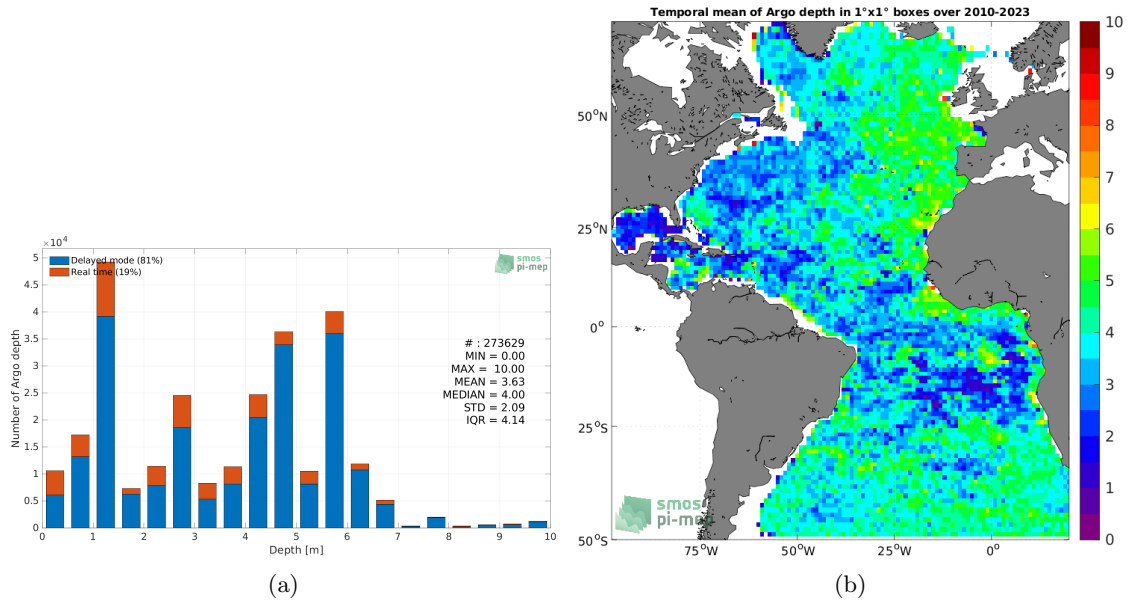 ×10⁴
Delayed mode (81%)
Real time (19%)
smos
pi-mep
5
4.5
4
3.5
3
2.5
2
1.5
1
0.5
0
Number of Argo depth
# : 273629
MIN = 0.00
MAX = 10.00
MEAN = 3.63
MEDIAN = 4.00
STD = 2.09
IQR = 4.14
0 1 2 3 4 5 6 7 8 9 10
Depth [m]
(a)
Temporal mean of Argo depth in 1°x1° boxes over 2010-2023
50°N
25°N
0°
25°S
50°S
75°W 50°W 25°W 0°
smos
pi-mep
10
9
8
7
6
5
4
3
2
1
0
(b)